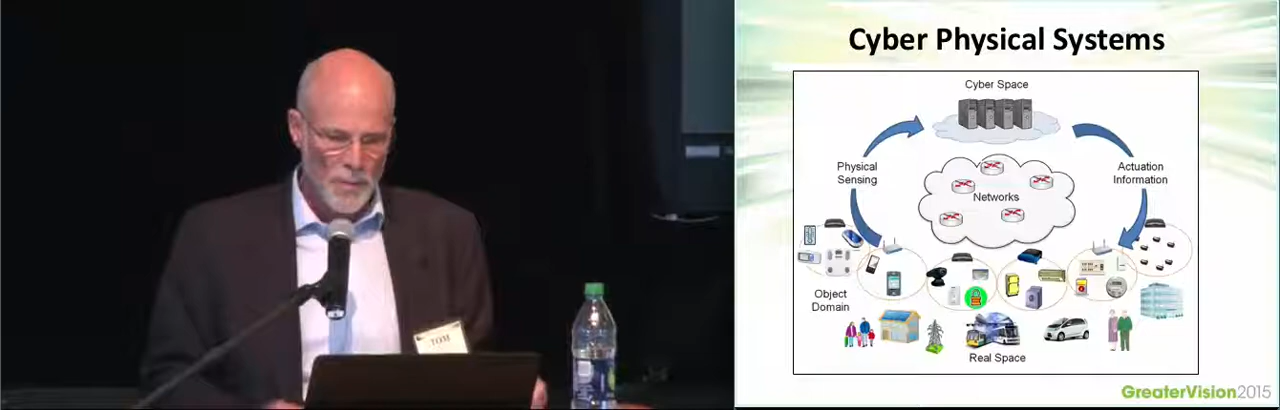 TOM
Cyber Physical Systems
Cyber Space
Physical
Sensing
Actuation
Information
Networks
Object
Domain
Real Space
GreaterVision2015